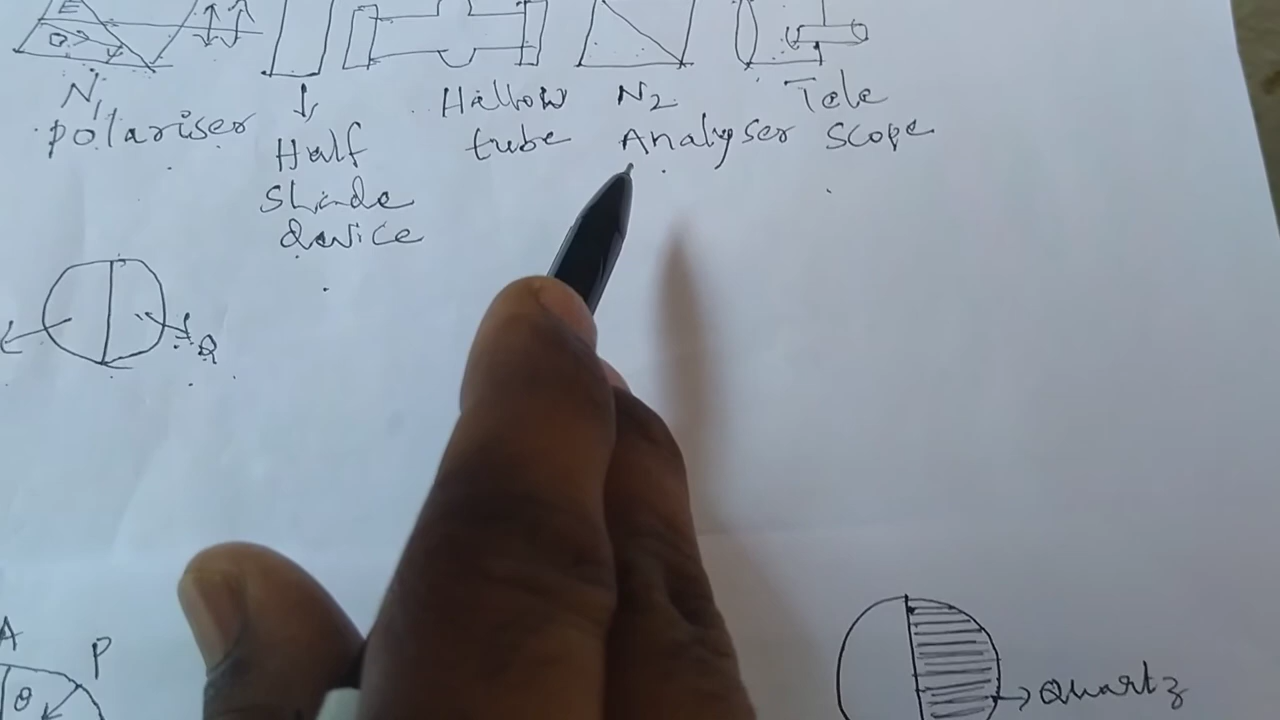 E
O
N1 Hallow N2 Tele
polariser tube Analyser scope
Half
shade
device
Q
A
P
θ
Quartz